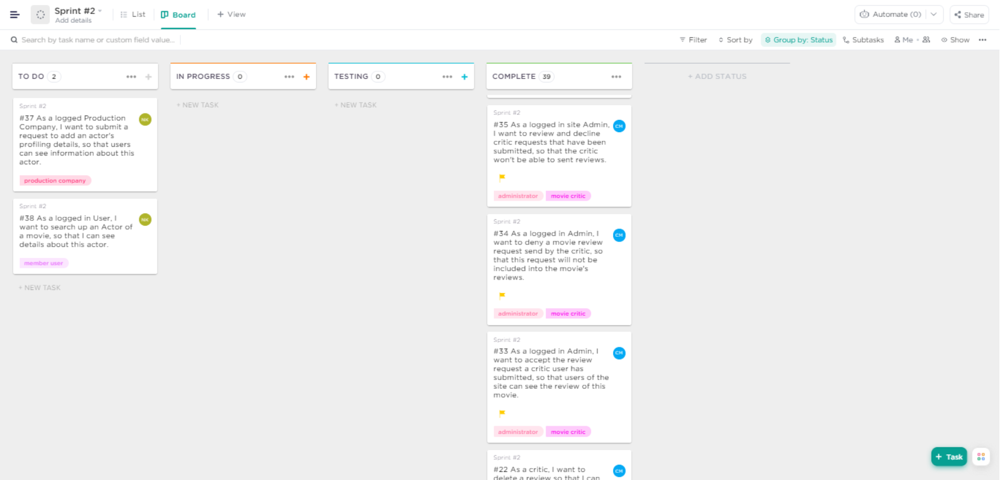 Sprint #2
Add details
List
Board
+ View
Automate (0)
Share
Search by task name or custom field value...
Filter
Sort by
Group by: Status
Subtasks
Me
Show
TO DO 2
IN PROGRESS 0
TESTING 0
COMPLETE 39
+ ADD STATUS
Sprint #2
#37 As a logged Production
Company, I want to submit a
request to add an actor's
profiling details, so that users
can see information about this
actor.
NK
production company
Sprint #2
#38 As a logged in User, I
want to search up an Actor of
a movie, so that I can see
details about this actor.
NK
member user
+ NEW TASK
+ NEW TASK
+ NEW TASK
Sprint #2
#35 As a logged in site Admin,
I want to review and decline
critic requests that have been
submitted, so that the critic
won't be able to sent reviews.
CM
administrator
movie critic
Sprint #2
#34 As a logged in Admin, I
want to deny a movie review
request send by the critic, so
that this request will not be
included into the movie's
reviews.
CM
administrator
movie critic
Sprint #2
#33 As a logged in Admin, I
want to accept the review
request a critic user has
submitted, so that users of the
site can see the review of this
movie.
CM
administrator
movie critic
Sprint #2
#22 As a critic, I want to
delete a review so that I can
CM
+ Task